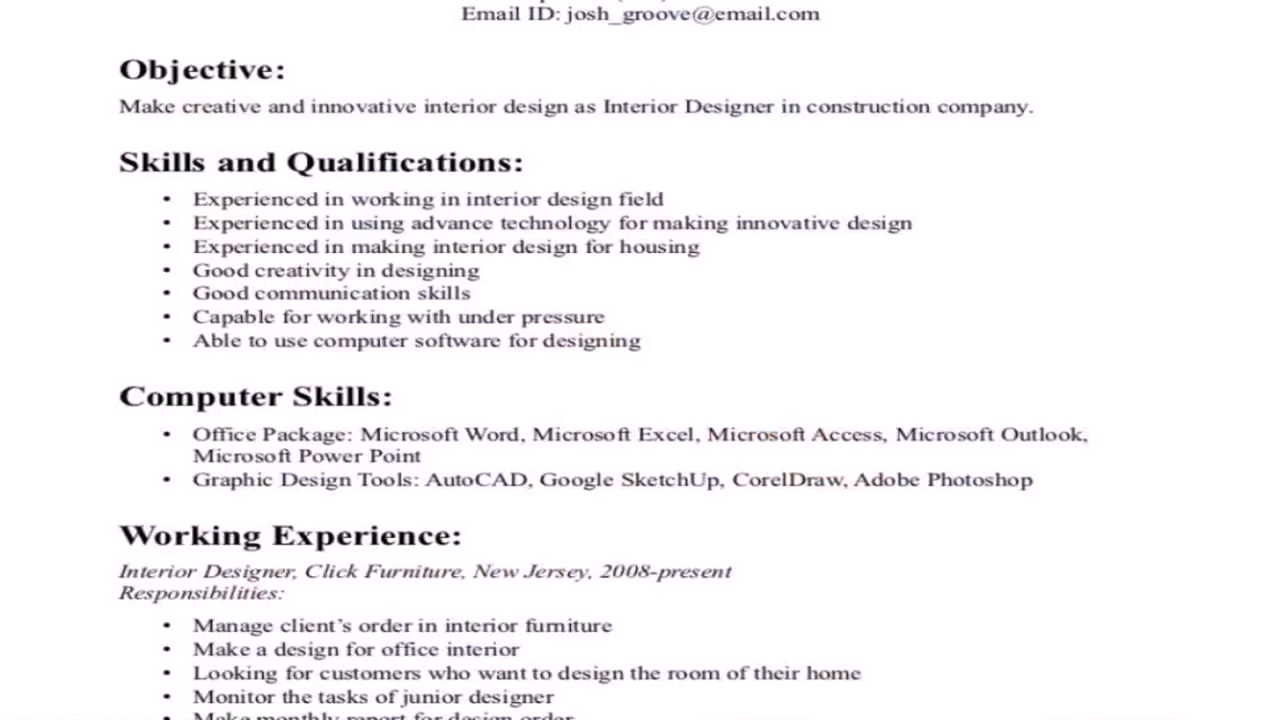 Email ID: josh_groove@email.com
Objective:
Make creative and innovative interior design as Interior Designer in construction company.
Skills and Qualifications:
• Experienced in working in interior design field
• Experienced in using advance technology for making innovative design
• Experienced in making interior design for housing
• Good creativity in designing
• Good communication skills
• Capable for working with under pressure
• Able to use computer software for designing
Computer Skills:
• Office Package: Microsoft Word, Microsoft Excel, Microsoft Access, Microsoft Outlook,
Microsoft Power Point
• Graphic Design Tools: AutoCAD, Google SketchUp, CorelDraw, Adobe Photoshop
Working Experience:
Interior Designer, Click Furniture, New Jersey, 2008-present
Responsibilities:
• Manage client’s order in interior furniture
• Make a design for office interior
• Looking for customers who want to design the room of their home
• Monitor the tasks of junior designer
• Make monthly report for design order